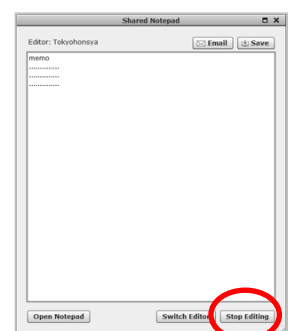 Shared Notepad
Editor: Tokyohonsya
Email
Save
memo
..............
..............
..............
Open Notepad
Switch Editor
Stop Editing